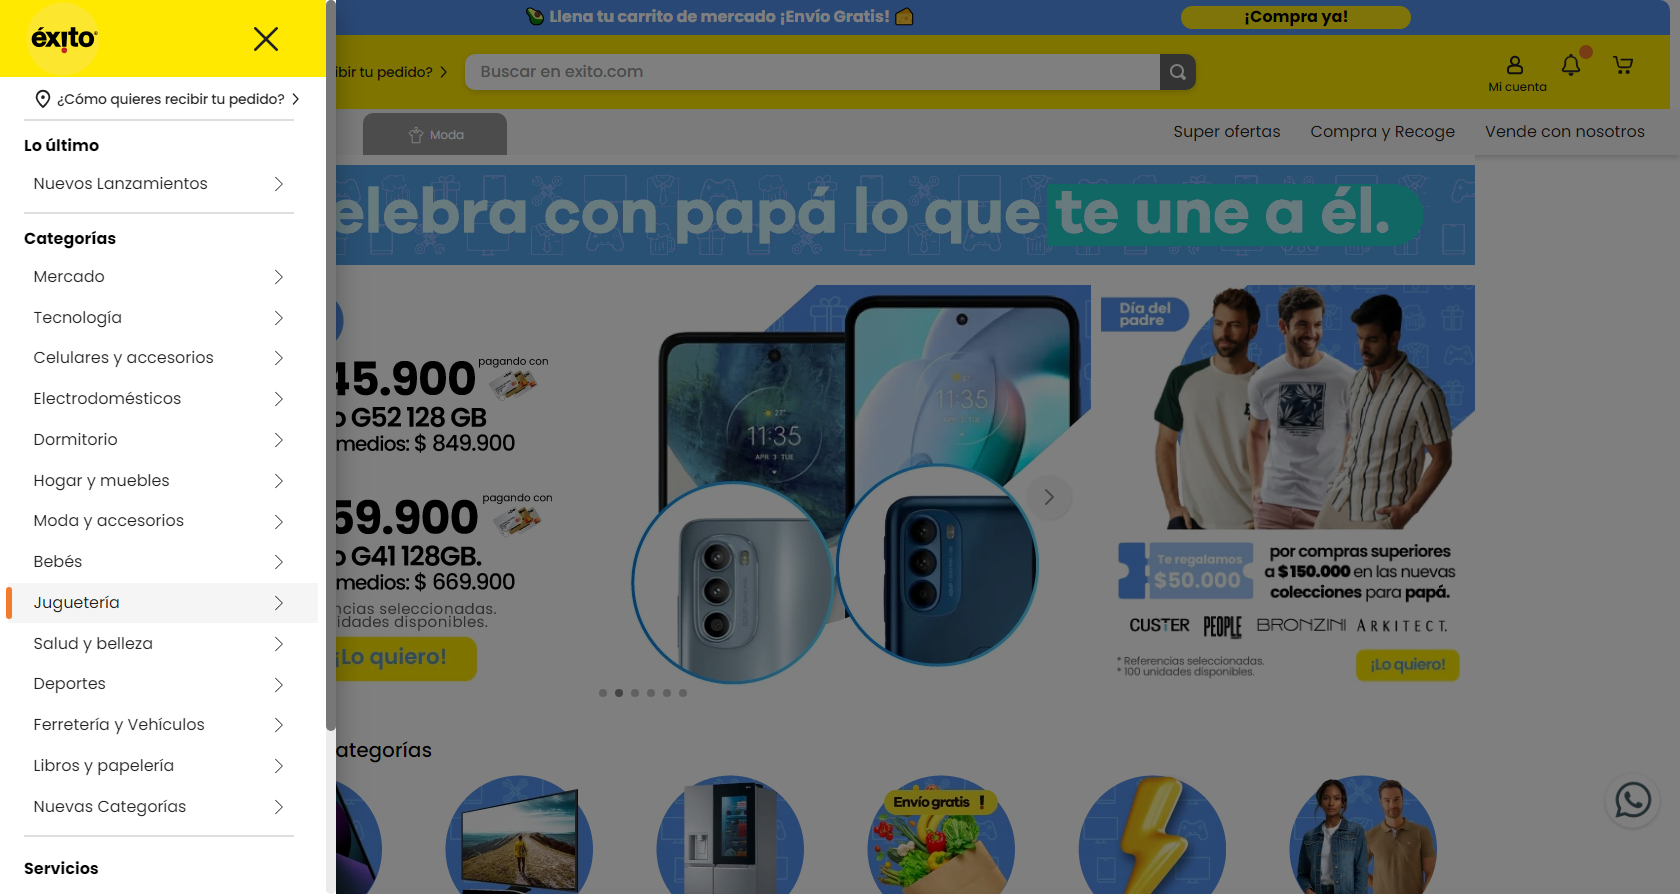 éxito
¿Cómo quieres recibir tu pedido?
Lo último
Nuevos Lanzamientos
Categorías
Mercado
Tecnología
Celulares y accesorios
Electrodomésticos
Dormitorio
Hogar y muebles
Moda y accesorios
Bebés
Juguetería
Salud y belleza
Deportes
Ferretería y Vehículos
Libros y papelería
Nuevas Categorías
Servicios
Llena tu carrito de mercado ¡Envío Gratis!
¡Compra ya!
ibir tu pedido?
Buscar en exito.com
Mi cuenta
Moda
Super ofertas
Compra y Recoge
Vende con nosotros
elebra con papá lo que te une a él.
45.900
pagando con
o G52 128 GB
medios: $ 849.900
59.900
pagando con
o G41 128GB.
medios: $ 669.900
ncias seleccionadas.
idades disponibles.
¡Lo quiero!
27°
11:35
APR 3 TUE
11:35
Día del
padre
Te regalamos
$50.000
por compras superiores
a $150.000 en las nuevas
colecciones para papá.
CUSTER PEOPLE BRONZINI ARKITECT.
* Referencias seleccionadas.
* 100 unidades disponibles.
¡Lo quiero!
ategorías
Envío gratis !